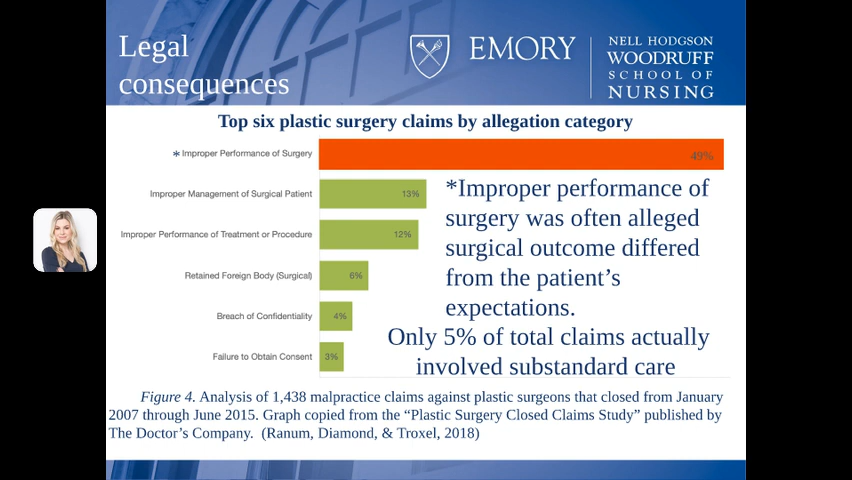 Legal
consequences
EMORY
NELL HODGSON
WOODRUFF
SCHOOL OF
NURSING
Top six plastic surgery claims by allegation category
* Improper Performance of Surgery 49%
Improper Management of Surgical Patient 13%
Improper Performance of Treatment or Procedure 12%
Retained Foreign Body (Surgical) 6%
Breach of Confidentiality 4%
Failure to Obtain Consent 3%
*Improper performance of
surgery was often alleged
surgical outcome differed
from the patient’s
expectations.
Only 5% of total claims actually
involved substandard care
Figure 4. Analysis of 1,438 malpractice claims against plastic surgeons that closed from January
2007 through June 2015. Graph copied from the “Plastic Surgery Closed Claims Study” published by
The Doctor’s Company. (Ranum, Diamond, & Troxel, 2018)